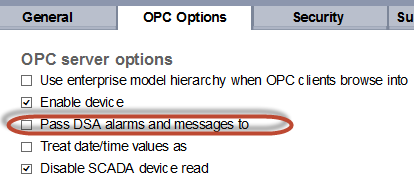 General OPC Options Security Su
OPC server options
Use enterprise model hierarchy when OPC clients browse into
Enable device
Pass DSA alarms and messages to
Treat date/time values as
Disable SCADA device read